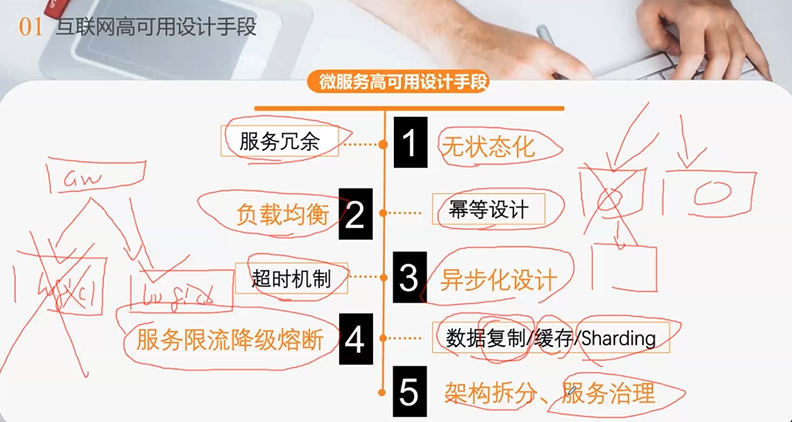 01 互联网高可用设计手段
微服务高可用设计手段
服务冗余 1 无状态化
负载均衡 2 幂等设计
超时机制 3 异步化设计
服务限流降级熔断 4 数据复制/缓存/Sharding
5 架构拆分、服务治理